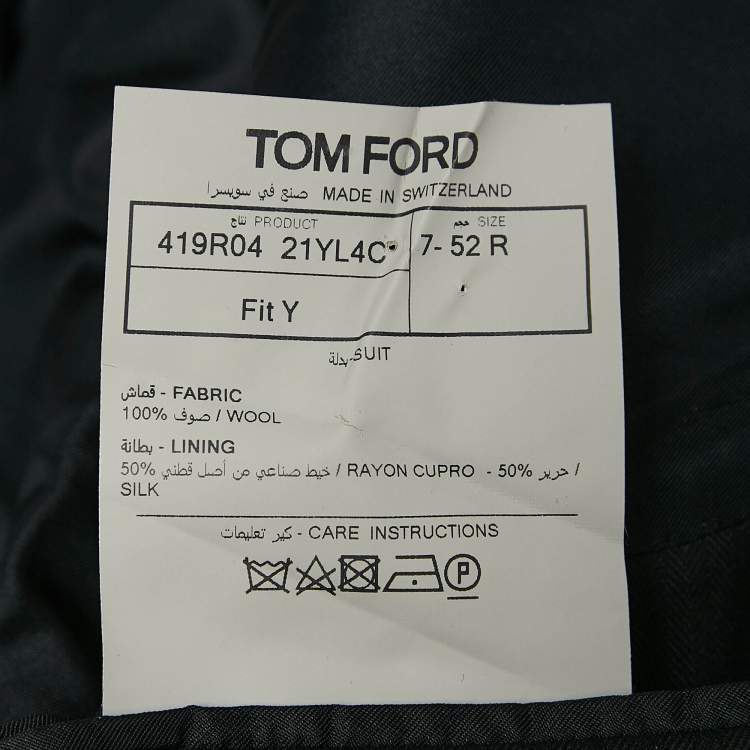 TOM FORD
صنع في سويسرا MADE IN SWITZERLAND
نتاج PRODUCT
419R04 21YL4C
حجم SIZE
7- 52 R
Fit Y
بدلة-SUIT
قماش - FABRIC
100% صوف / WOOL
بطانة - LINING
50% خيط صناعي من أصل قطني / RAYON CUPRO - 50% حرير /
SILK
كير تعليمات - CARE INSTRUCTIONS
P